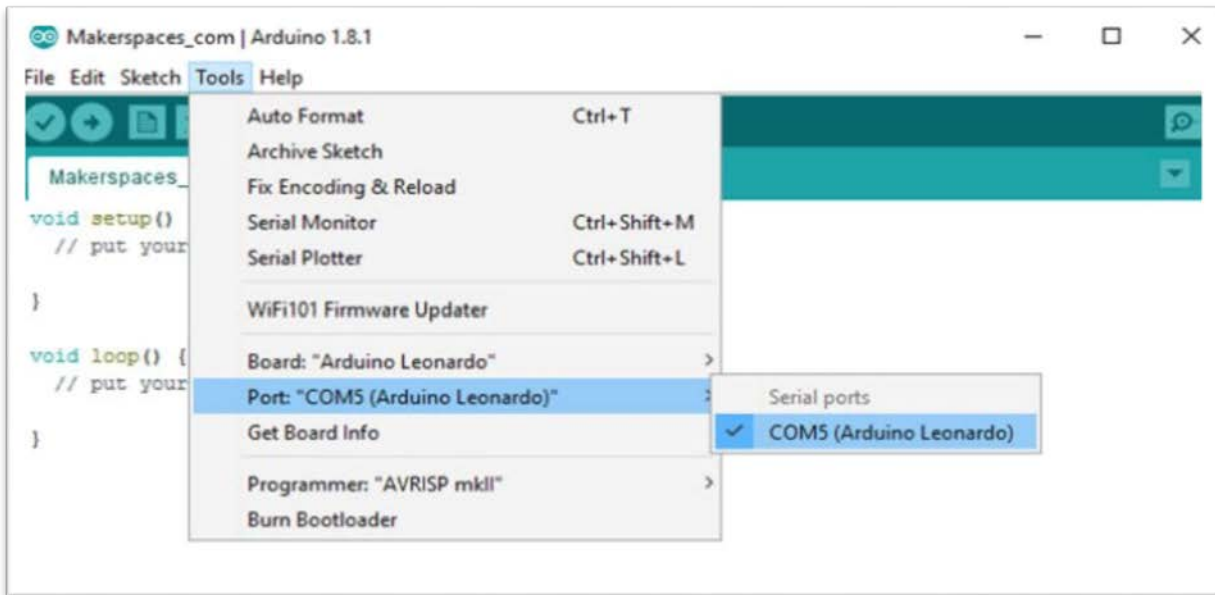 Makerspaces_com | Arduino 1.8.1
File Edit Sketch Tools Help
Makerspaces_
void setup()
// put your
}
void loop() {
// put your
}
Auto Format Ctrl+T
Archive Sketch
Fix Encoding & Reload
Serial Monitor Ctrl+Shift+M
Serial Plotter Ctrl+Shift+L
WiFi101 Firmware Updater
Board: "Arduino Leonardo"
Port: "COM5 (Arduino Leonardo)"
Get Board Info
Programmer: "AVRISP mkII"
Burn Bootloader
Serial ports
COM5 (Arduino Leonardo)